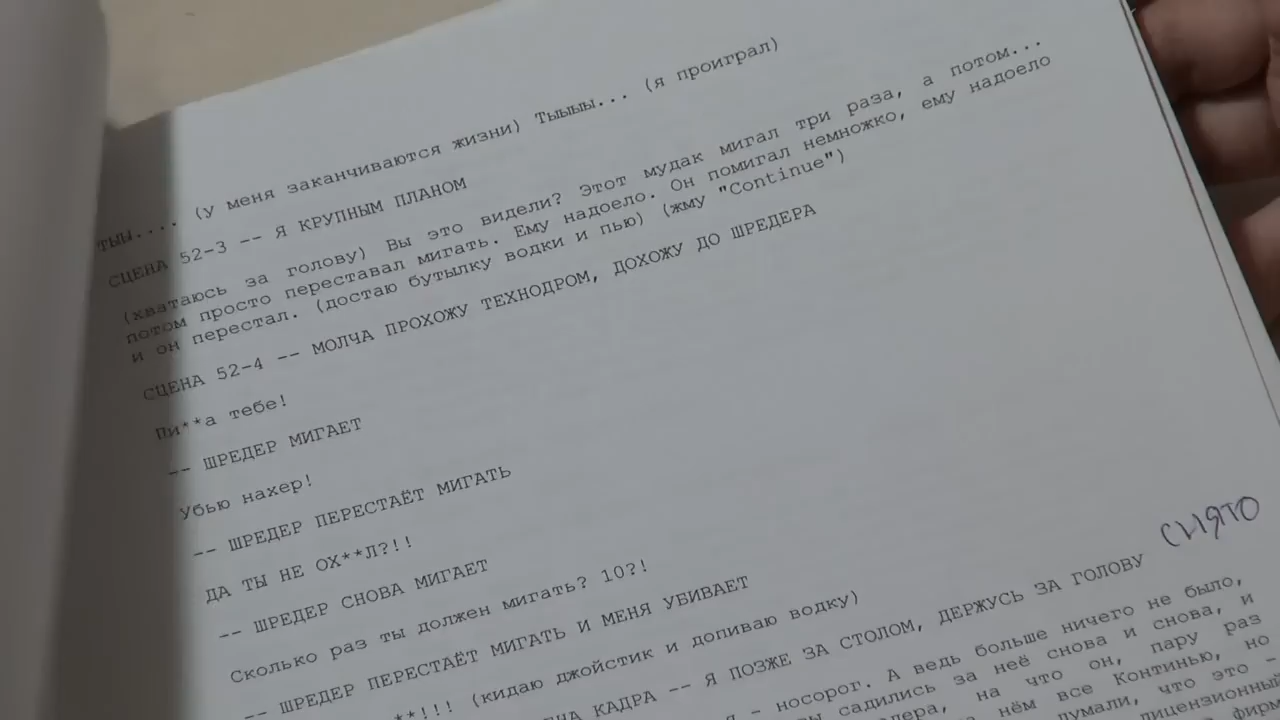 тыы.... (у меня заканчиваются жизни) Тыыыы... (я проиграл)
СЦЕНА 52-3 -- Я КРУПНЫМ ПЛАНОМ
(хватаюсь за голову) Вы это видели? Этот мудак мигал три раза, а потом...
потом просто переставал мигать. Ему надоело. Он помигал немножко, ему надоело
и он перестал. (достаю бутылку водки и пью) (жму "Continue")
СЦЕНА 52-4 -- МОЛЧА ПРОХОЖУ ТЕХНОДРОМ, ДОХОЖУ ДО ШРЕДЕРА
Пи**а тебе!
-- ШРЕДЕР МИГАЕТ
Убью нахер!
-- ШРЕДЕР ПЕРЕСТАЁТ МИГАТЬ
ДА ТЫ НЕ ОХ**Л?!!
-- ШРЕДЕР СНОВА МИГАЕТ
Сколько раз ты должен мигать? 10?!
-- ШРЕДЕР ПЕРЕСТАЁТ МИГАТЬ И МЕНЯ УБИВАЕТ
**!!! (кидаю джойстик и допиваю водку)
КАДРА -- Я ПОЗЖЕ ЗА СТОЛОМ, ДЕРЖУСЬ ЗА ГОЛОВУ СНЯТО
– носорог. А ведь больше ничего не было,
садились за неё снова и снова, и
на что он, пару раз
нём все Континью, но
думали, что это –
лицензионный